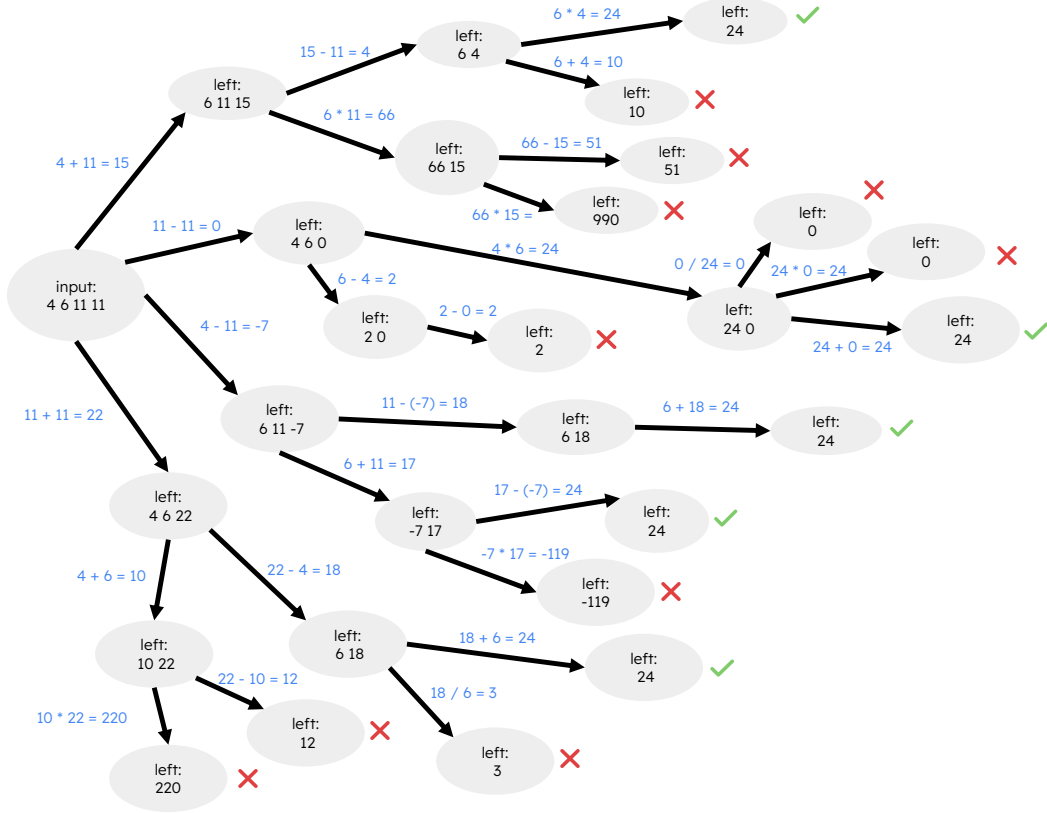 6 * 4 = 24
left:
24
15 - 11 = 4
left:
6 4
6 + 4 = 10
left:
10
left:
6 11 15
6 * 11 = 66
66 - 15 = 51
left:
51
left:
66 15
4 + 11 = 15
66 * 15 =
left:
990
11 - 11 = 0
left:
4 6 0
4 * 6 = 24
left:
0
0 / 24 = 0
24 * 0 = 24
left:
0
input:
4 6 11 11
6 - 4 = 2
left:
24 0
24 + 0 = 24
left:
24
4 - 11 = -7
left:
2 0
2 - 0 = 2
left:
2
11 + 11 = 22
left:
6 11 -7
11 - (-7) = 18
left:
6 18
6 + 18 = 24
left:
24
6 + 11 = 17
left:
-7 17
17 - (-7) = 24
left:
24
-7 * 17 = -119
left:
-119
left:
4 6 22
4 + 6 = 10
22 - 4 = 18
left:
6 18
18 + 6 = 24
left:
24
left:
10 22
22 - 10 = 12
18 / 6 = 3
10 * 22 = 220
left:
12
left:
3
left:
220